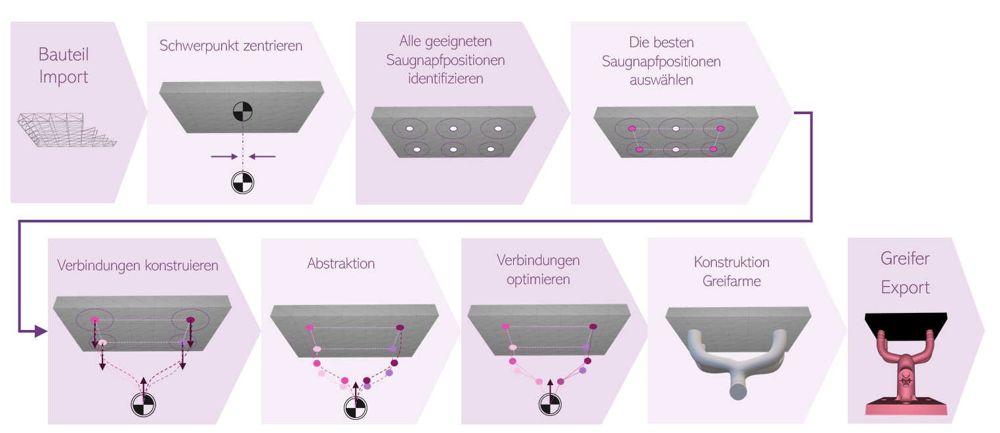 Bauteil
Import
Schwerpunkt zentrieren
Alle geeigneten
Saugnapfpositionen
identifizieren
Die besten
Saugnapfpositionen
auswählen
Verbindungen konstruieren
Abstraktion
Verbindungen
optimieren
Konstruktion
Greifarme
Greifer
Export